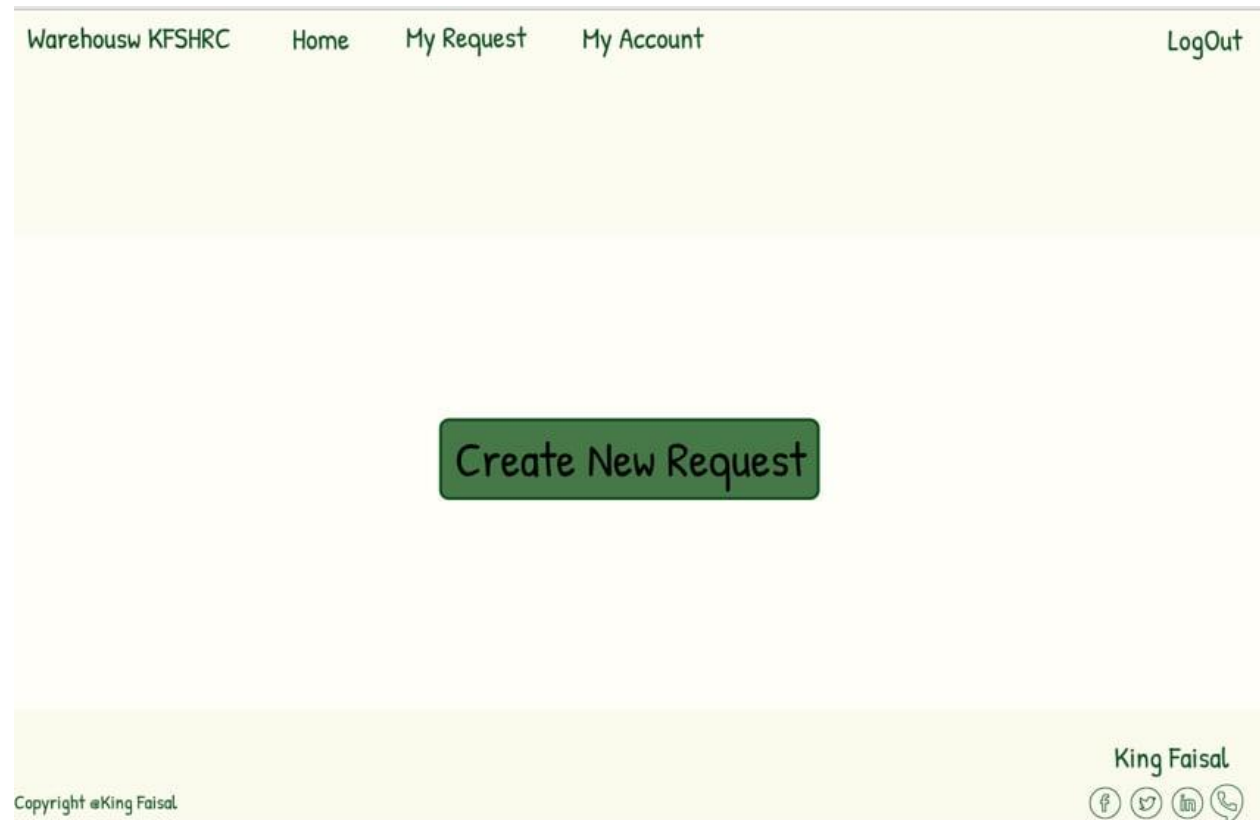 Warehousw KFSHRC Home My Request My Account LogOut
Create New Request
King Faisal
Copyright @King Faisal